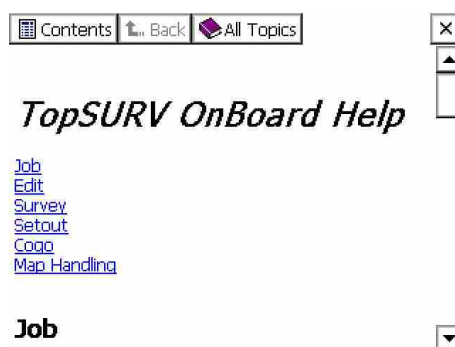 Contents Back All Topics
TopSURV OnBoard Help
Job
Edit
Survey
Setout
Cogo
Map Handling
Job